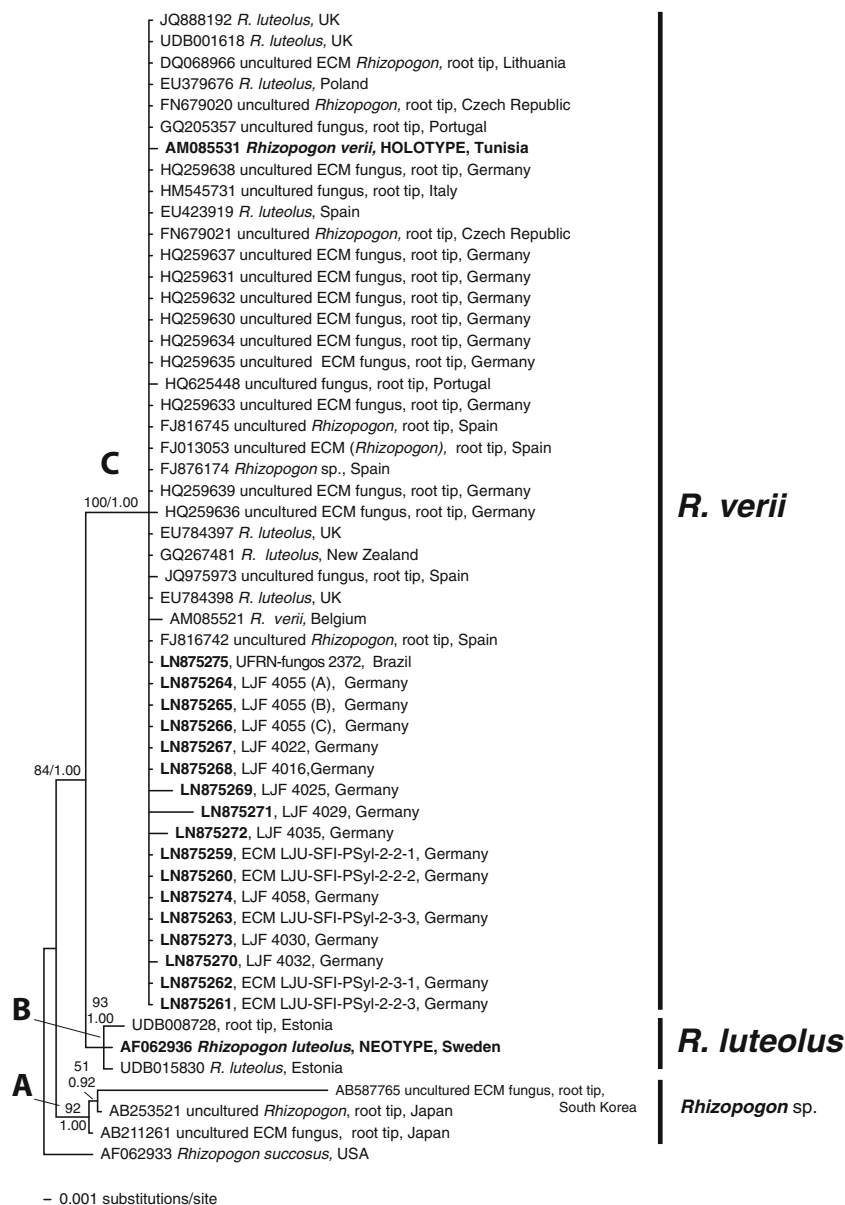 JQ888192 R. luteolus, UK
UDB001618 R. luteolus, UK
DQ068966 uncultured ECM Rhizopogon, root tip, Lithuania
EU379676 R. luteolus, Poland
FN679020 uncultured Rhizopogon, root tip, Czech Republic
GQ205357 uncultured fungus, root tip, Portugal
AM085531 Rhizopogon verii, HOLOTYPE, Tunisia
HQ259638 uncultured ECM fungus, root tip, Germany
HM545731 uncultured fungus, root tip, Italy
EU423919 R. luteolus, Spain
FN679021 uncultured Rhizopogon, root tip, Czech Republic
HQ259637 uncultured ECM fungus, root tip, Germany
HQ259631 uncultured ECM fungus, root tip, Germany
HQ259632 uncultured ECM fungus, root tip, Germany
HQ259630 uncultured ECM fungus, root tip, Germany
HQ259634 uncultured ECM fungus, root tip, Germany
HQ259635 uncultured ECM fungus, root tip, Germany
HQ625448 uncultured fungus, root tip, Portugal
HQ259633 uncultured ECM fungus, root tip, Germany
FJ816745 uncultured Rhizopogon, root tip, Spain
FJ013053 uncultured ECM (Rhizopogon), root tip, Spain
C
FJ876174 Rhizopogon sp., Spain
HQ259639 uncultured ECM fungus, root tip, Germany
100/1.00
HQ259636 uncultured ECM fungus, root tip, Germany
R. verii
EU784397 R. luteolus, UK
GQ267481 R. luteolus, New Zealand
JQ975973 uncultured fungus, root tip, Spain
EU784398 R. luteolus, UK
AM085521 R. verii, Belgium
FJ816742 uncultured Rhizopogon, root tip, Spain
LN875275, UFRN-fungos 2372, Brazil
LN875264, LJF 4055 (A), Germany
LN875265, LJF 4055 (B), Germany
LN875266, LJF 4055 (C), Germany
LN875267, LJF 4022, Germany
84/1.00
LN875268, LJF 4016,Germany
LN875269, LJF 4025, Germany
LN875271, LJF 4029, Germany
LN875272, LJF 4035, Germany
LN875259, ECM LJU-SFI-PSyl-2-2-1, Germany
LN875260, ECM LJU-SFI-PSyl-2-2-2, Germany
LN875274, LJF 4058, Germany
LN875263, ECM LJU-SFI-PSyl-2-3-3, Germany
LN875273, LJF 4030, Germany
LN875270, LJF 4032, Germany
LN875262, ECM LJU-SFI-PSyl-2-3-1, Germany
LN875261, ECM LJU-SFI-PSyl-2-2-3, Germany
B
93
1.00
UDB008728, root tip, Estonia
AF062936 Rhizopogon luteolus, NEOTYPE, Sweden
R. luteolus
UDB015830 R. luteolus, Estonia
A
51
0.92
AB587765 uncultured ECM fungus, root tip,
South Korea
Rhizopogon sp.
92
1.00
AB253521 uncultured Rhizopogon, root tip, Japan
AB211261 uncultured ECM fungus, root tip, Japan
AF062933 Rhizopogon succosus, USA
0.001 substitutions/site